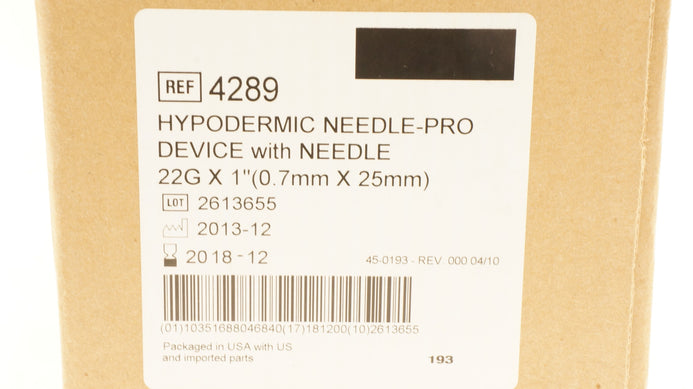 REF 4289
HYPODERMIC NEEDLE-PRO
DEVICE with NEEDLE
22G X 1"(0.7mm X 25mm)
LOT 2613655
2013-12
2018-12
45-0193 - REV. 000 04/10
(01)10351688046840(17)181200(10)2613655
Packaged in USA with US
and imported parts
193